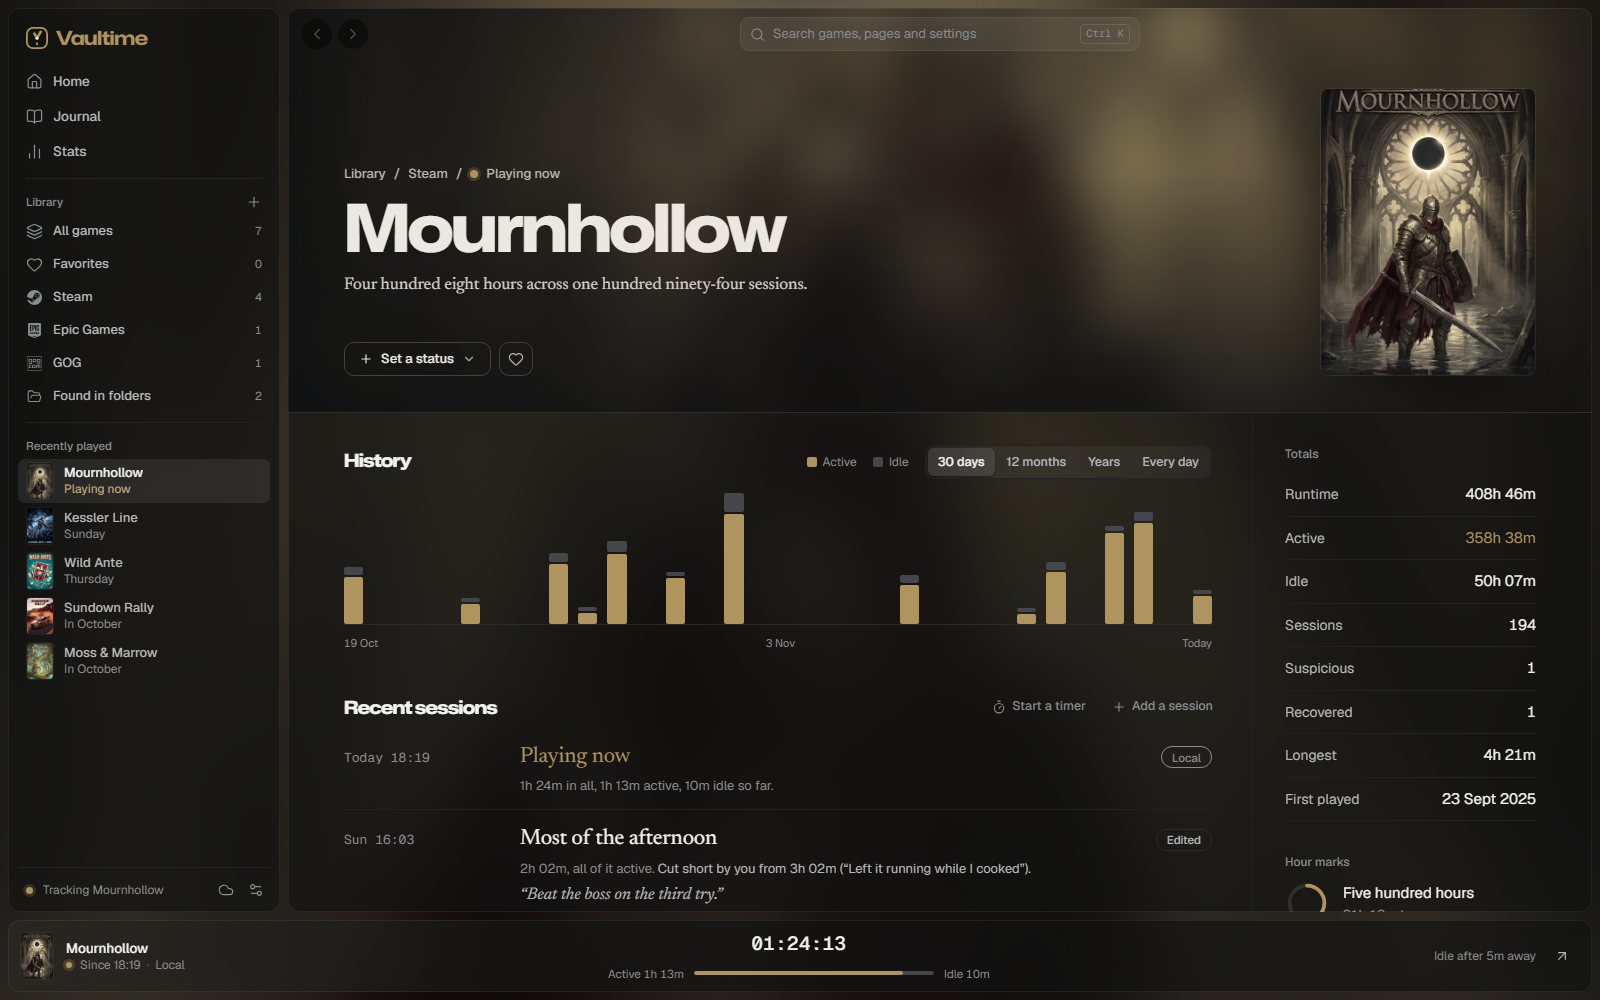 Vaultime
Home
Journal
Stats
Library
All games 7
Favorites 0
Steam 4
Epic Games 1
GOG 1
Found in folders 2
Recently played
Mournhollow
Playing now
Kessler Line
Sunday
Wild Ante
Thursday
Sundown Rally
In October
Moss & Marrow
In October
Tracking Mournhollow
Search games, pages and settings Ctrl K
Library / Steam / Playing now
Mournhollow
Four hundred eight hours across one hundred ninety-four sessions.
Set a status
MOURNHOLLOW
History
Active Idle 30 days 12 months Years Every day
19 Oct 3 Nov Today
Recent sessions
Start a timer Add a session
Today 18:19 Playing now Local
1h 24m in all, 1h 13m active, 10m idle so far.
Sun 16:03 Most of the afternoon Edited
2h 02m, all of it active. Cut short by you from 3h 02m (“Left it running while I cooked”).
“Beat the boss on the third try.”
Totals
Runtime 408h 46m
Active 358h 38m
Idle 50h 07m
Sessions 194
Suspicious 1
Recovered 1
Longest 4h 21m
First played 23 Sept 2025
Hour marks
Five hundred hours
Mournhollow
Since 18:19 · Local
01:24:13
Active 1h 13m Idle 10m
Idle after 5m away